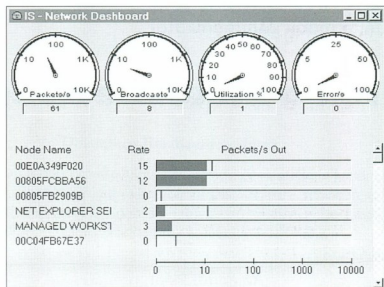 IS - Network Dashboard
100
10 1K
0 10K
Packets/s
61
100
10 1K
0 10K
Broadcasts
8
40 50 60
30 70
20 80
10 90
0 100
Utilization %
1
25
5 50
0 100
Error/s
0
Node Name Rate Packets/s Out
00E0A349F020 15
00805FCBBA56 12
00805FB2909B 0
NET EXPLORER SEI 2
MANAGED WORKST 3
00C04FB67E37 0
0 10 100 1000 10000